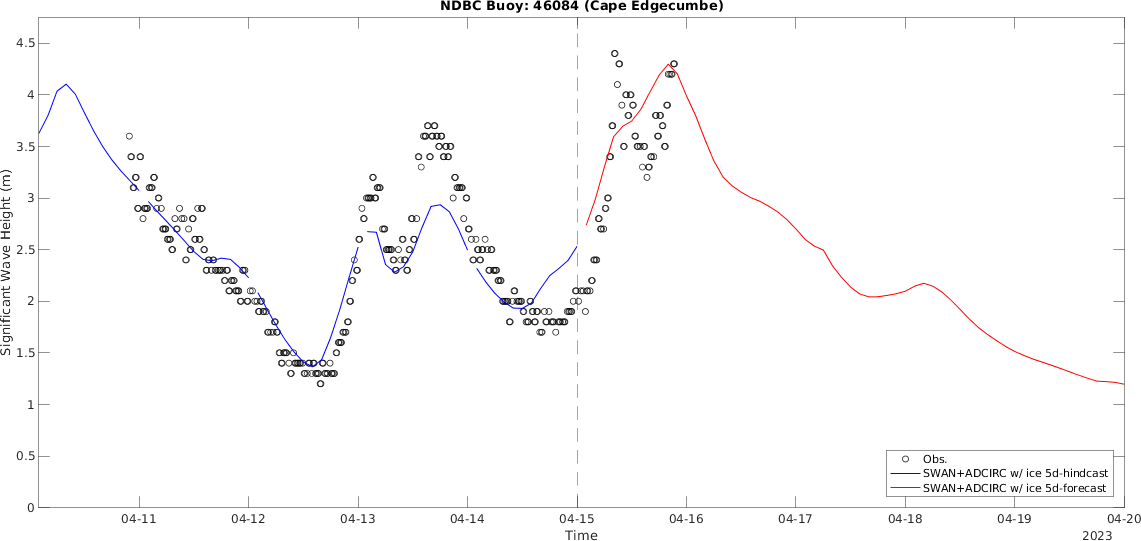 NDBC Buoy: 46084 (Cape Edgecumbe)
Significant Wave Height (m)
4.5
4
3.5
3
2.5
2
1.5
1
0.5
0
Obs.
SWAN+ADCIRC w/ ice 5d-hindcast
SWAN+ADCIRC w/ ice 5d-forecast
04-11 04-12 04-13 04-14 04-15 04-16 04-17 04-18 04-19 04-20
Time
2023